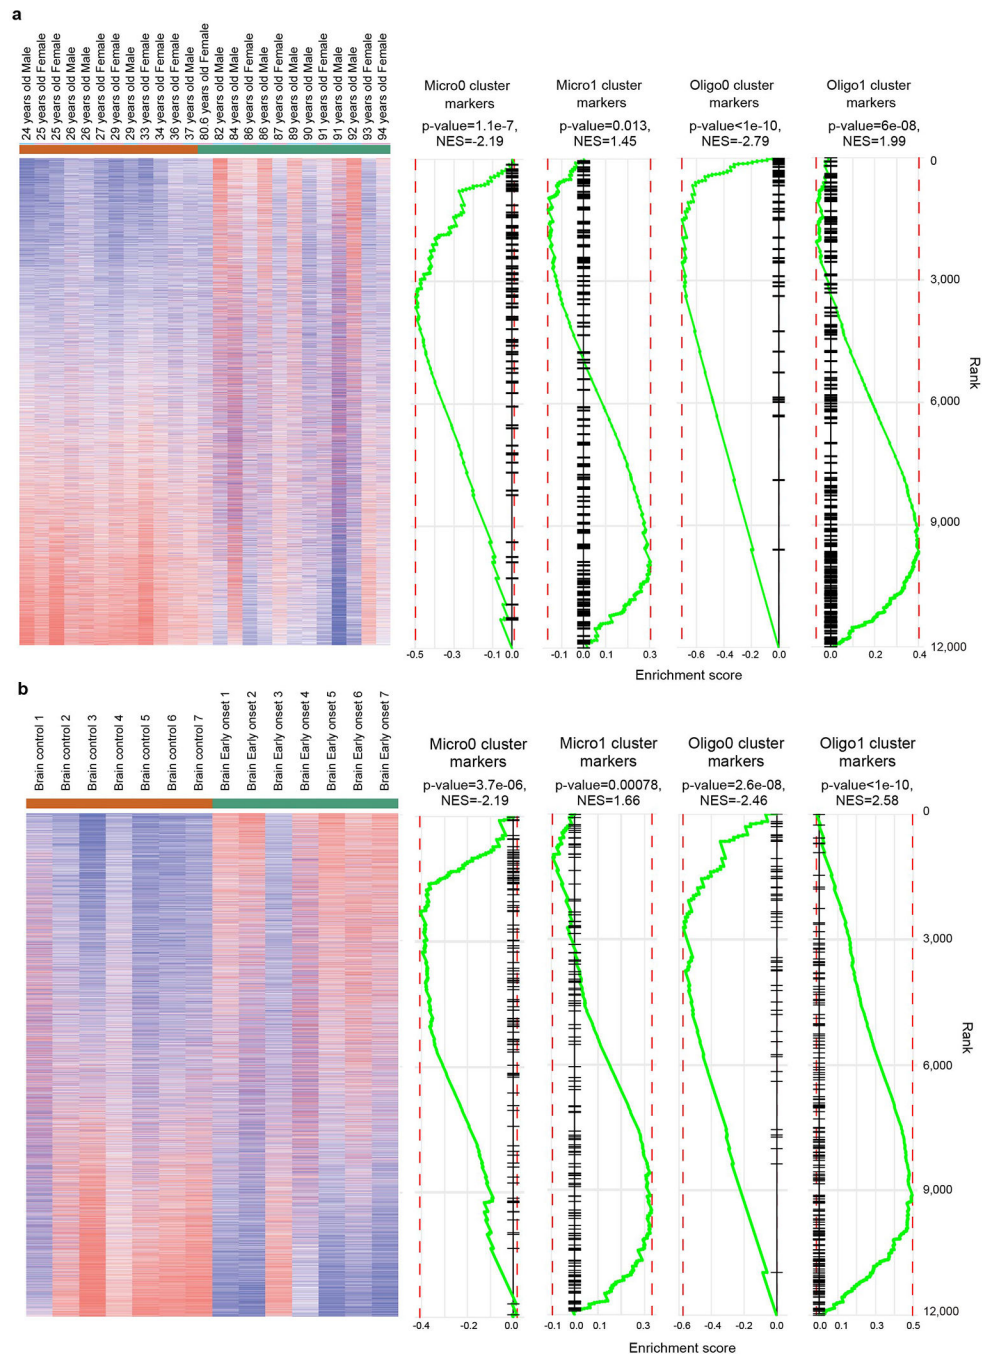 a
24 years old Male
25 years old Female
25 years old Female
26 years old Male
26 years old Male
27 years old Female
29 years old Female
29 years old Male
33 years old Female
34 years old Male
36 years old Female
37 years old Male
80.6 years old Female
82 years old Male
84 years old Male
86 years old Female
86 years old Male
87 years old Female
89 years old Male
90 years old Male
91 years old Female
91 years old Male
92 years old Male
93 years old Female
94 years old Female
Micro0 cluster
markers
p-value=1.1e-7,
NES=-2.19
Micro1 cluster
markers
p-value=0.013,
NES=1.45
Oligo0 cluster
markers
p-value<1e-10,
NES=-2.79
Oligo1 cluster
markers
p-value=6e-08,
NES=1.99
0
3,000
6,000
9,000
12,000
Rank
-0.5 -0.3 -0.1 0.0
-0.1 0.0 0.1 0.3
-0.6 -0.4 -0.2 0.0
0.0 0.2 0.4
Enrichment score
b
Brain control 1
Brain control 2
Brain control 3
Brain control 4
Brain control 5
Brain control 6
Brain control 7
Brain Early onset 1
Brain Early onset 2
Brain Early onset 3
Brain Early onset 4
Brain Early onset 5
Brain Early onset 6
Brain Early onset 7
Micro0 cluster
markers
p-value=3.7e-06,
NES=-2.19
Micro1 cluster
markers
p-value=0.00078,
NES=1.66
Oligo0 cluster
markers
p-value=2.6e-08,
NES=-2.46
Oligo1 cluster
markers
p-value<1e-10,
NES=2.58
0
3,000
6,000
9,000
12,000
Rank
-0.4 -0.2 0.0
-0.1 0.0 0.1 0.3
-0.6 -0.4 -0.2 0.0
0.0 0.1 0.3 0.5
Enrichment score